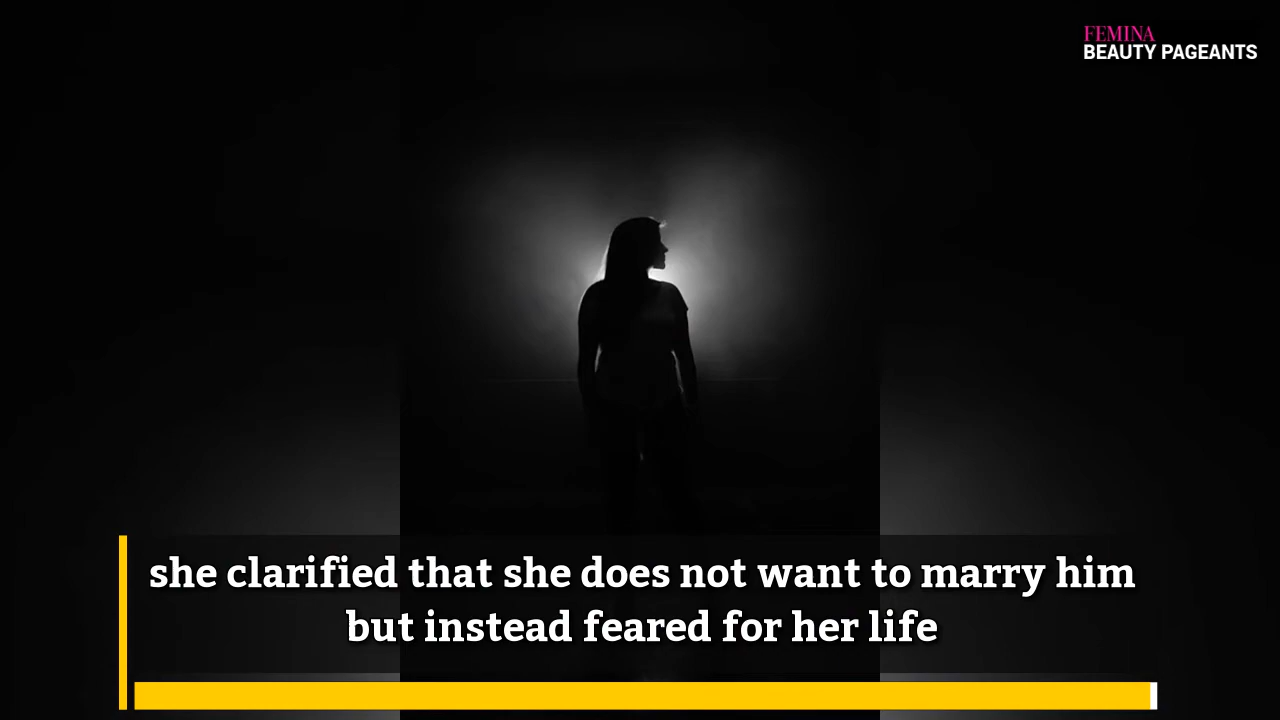 FEMINA
BEAUTY PAGEANTS
she clarified that she does not want to marry him
but instead feared for her life